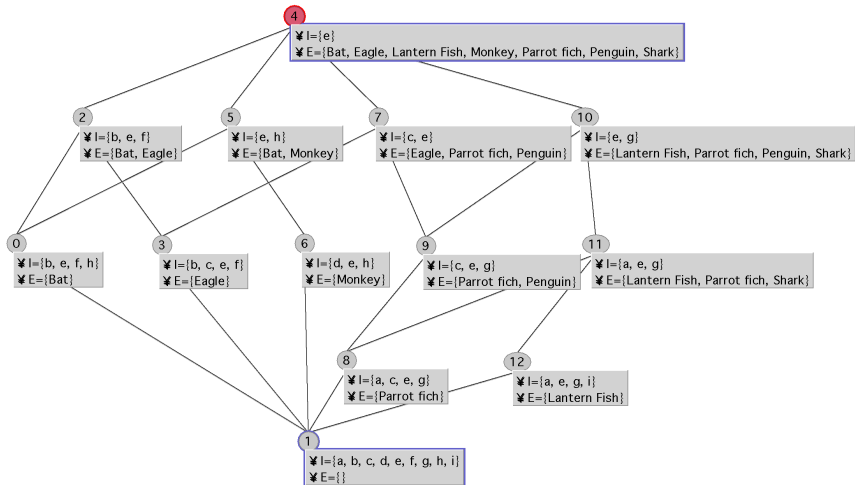 4
¥ I={e}
¥ E={Bat, Eagle, Lantern Fish, Monkey, Parrot fich, Penguin, Shark}
2
¥ I={b, e, f}
¥ E={Bat, Eagle}
5
¥ I={e, h}
¥ E={Bat, Monkey}
7
¥ I={c, e}
¥ E={Eagle, Parrot fich, Penguin}
10
¥ I={e, g}
¥ E={Lantern Fish, Parrot fich, Penguin, Shark}
0
¥ I={b, e, f, h}
¥ E={Bat}
3
¥ I={b, c, e, f}
¥ E={Eagle}
6
¥ I={d, e, h}
¥ E={Monkey}
9
¥ I={c, e, g}
¥ E={Parrot fich, Penguin}
11
¥ I={a, e, g}
¥ E={Lantern Fish, Parrot fich, Shark}
8
¥ I={a, c, e, g}
¥ E={Parrot fich}
12
¥ I={a, e, g, i}
¥ E={Lantern Fish}
1
¥ I={a, b, c, d, e, f, g, h, i}
¥ E={}